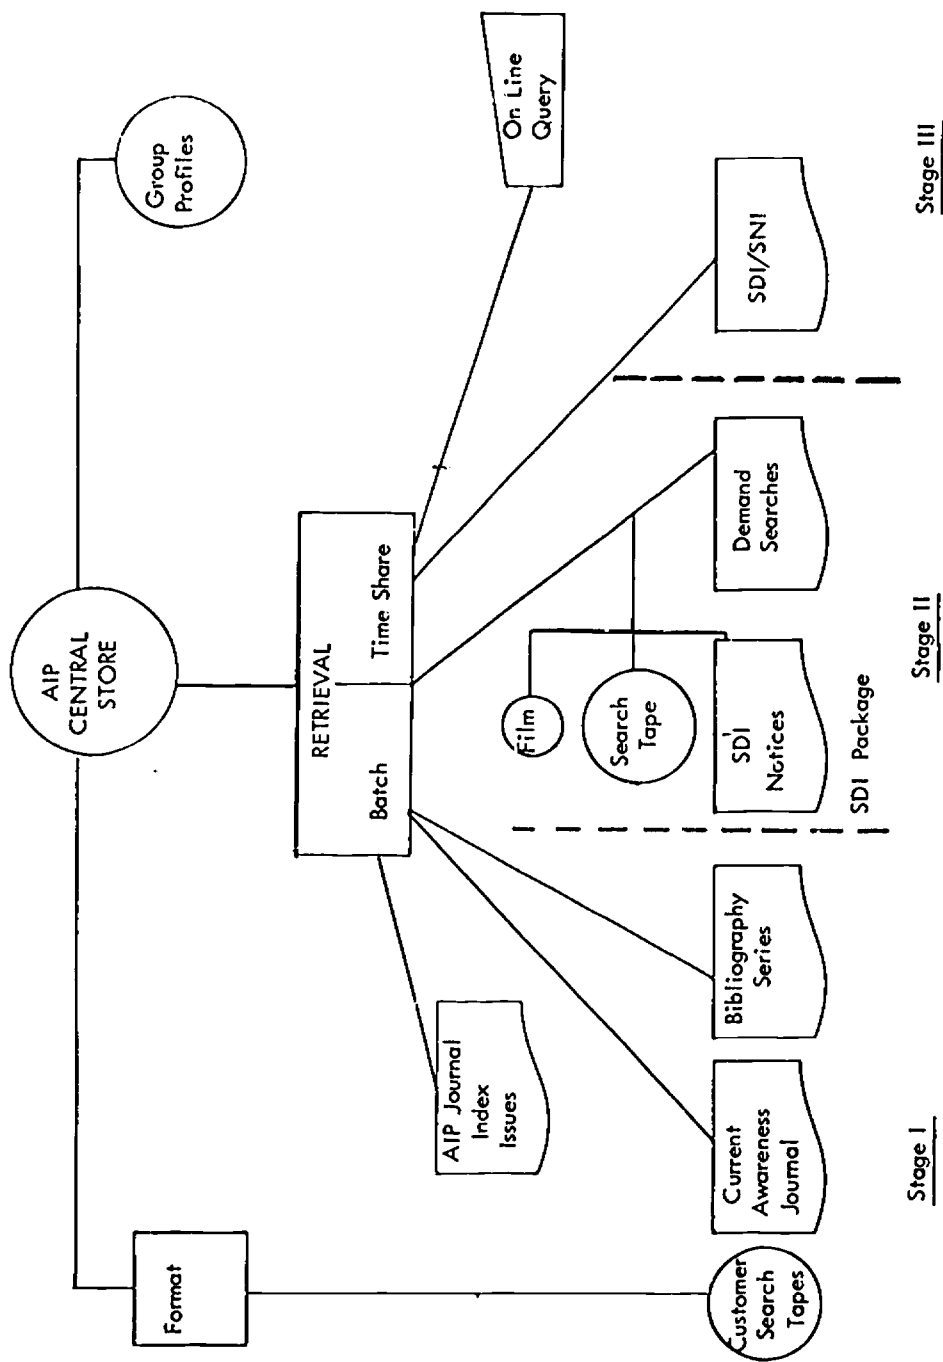 AIP
CENTRAL
STORE
Format
Group
Profiles
RETRIEVAL
Batch
Time Share
AIP Journal
Index
Issues
On Line
Query
Film
Search
Tape
Customer
Search
Tapes
Current
Awareness
Journal
Bibliography
Series
SDI
Notices
SDI Package
Demand
Searches
SDI/SNI
Stage I
Stage II
Stage III